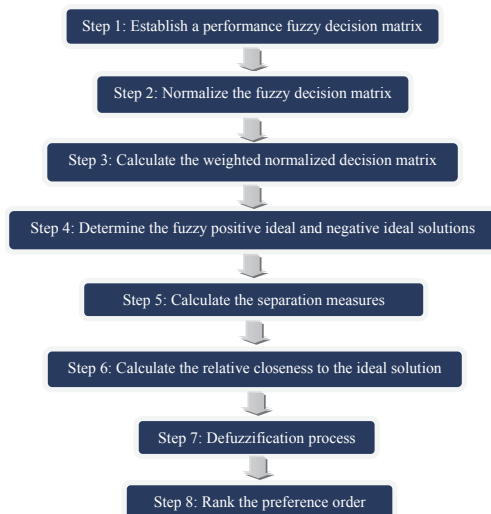 Step 1: Establish a performance fuzzy decision matrix
Step 2: Normalize the fuzzy decision matrix
Step 3: Calculate the weighted normalized decision matrix
Step 4: Determine the fuzzy positive ideal and negative ideal solutions
Step 5: Calculate the separation measures
Step 6: Calculate the relative closeness to the ideal solution
Step 7: Defuzzification process
Step 8: Rank the preference order